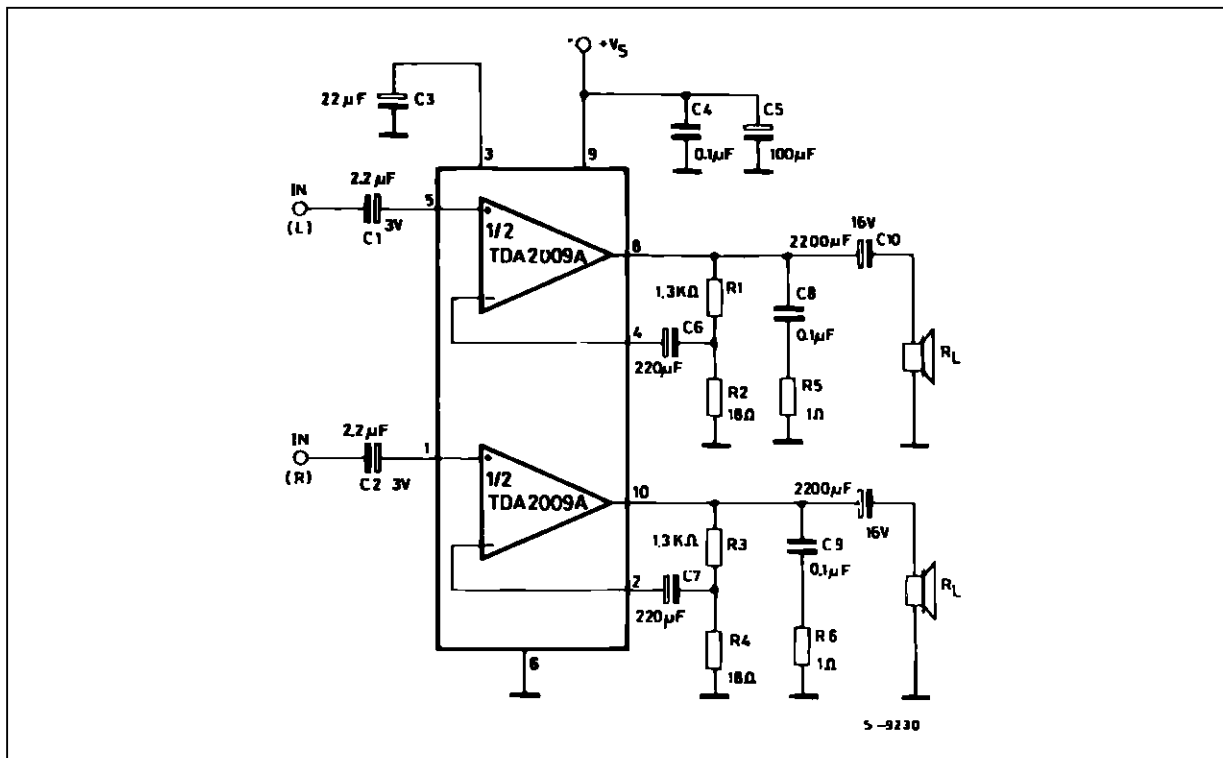 +VS
22µF C3
C4
C5
0.1µF
100µF
3
9
2.2µF
IN
(L)
5
3V
C1
1/2
TDA2009A
8
16V
2200µF C10
1.3KΩ R1
C8
0.1µF
C6
4
220µF
R2
18Ω
R5
1Ω
RL
2.2µF
IN
(R)
1
C2 3V
1/2
TDA2009A
10
2200µF
16V
1.3KΩ R3
C9
0.1µF
C7
2
220µF
R4
18Ω
R6
1Ω
RL
6
S-9230